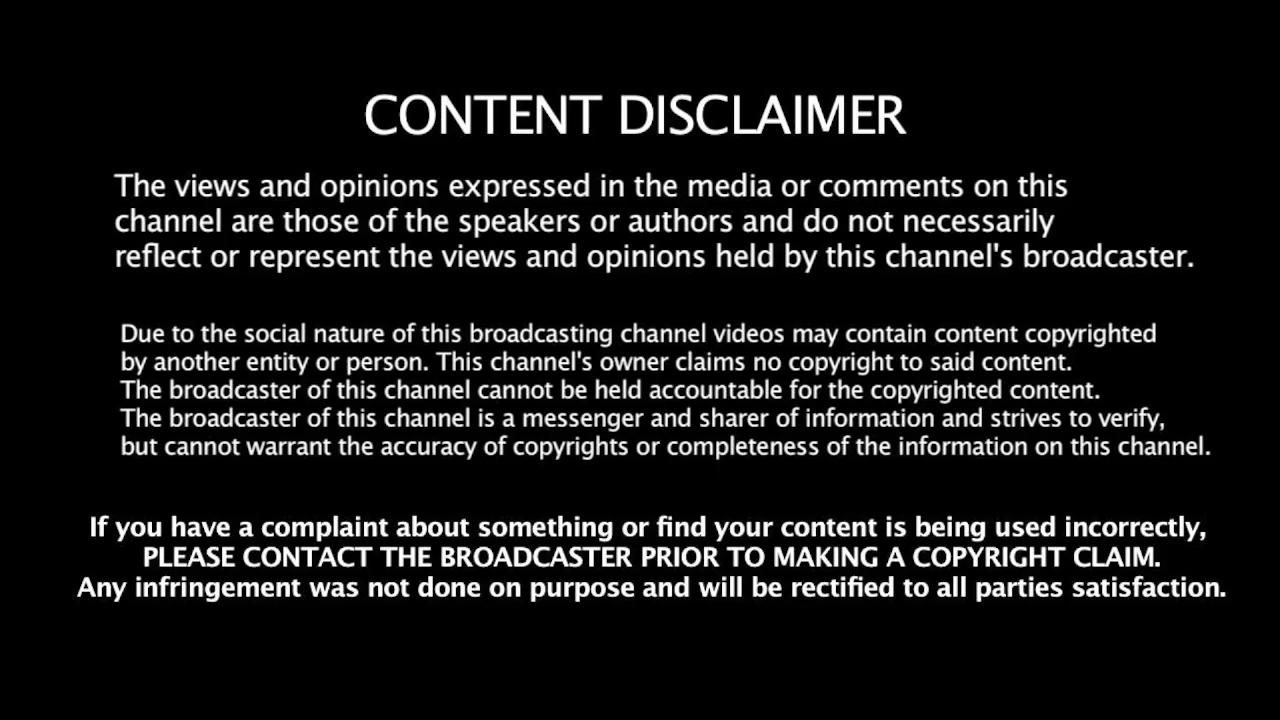 CONTENT DISCLAIMER
The views and opinions expressed in the media or comments on this
channel are those of the speakers or authors and do not necessarily
reflect or represent the views and opinions held by this channel's broadcaster.
Due to the social nature of this broadcasting channel videos may contain content copyrighted
by another entity or person. This channel's owner claims no copyright to said content.
The broadcaster of this channel cannot be held accountable for the copyrighted content.
The broadcaster of this channel is a messenger and sharer of information and strives to verify,
but cannot warrant the accuracy of copyrights or completeness of the information on this channel.
If you have a complaint about something or find your content is being used incorrectly,
PLEASE CONTACT THE BROADCASTER PRIOR TO MAKING A COPYRIGHT CLAIM.
Any infringement was not done on purpose and will be rectified to all parties satisfaction.